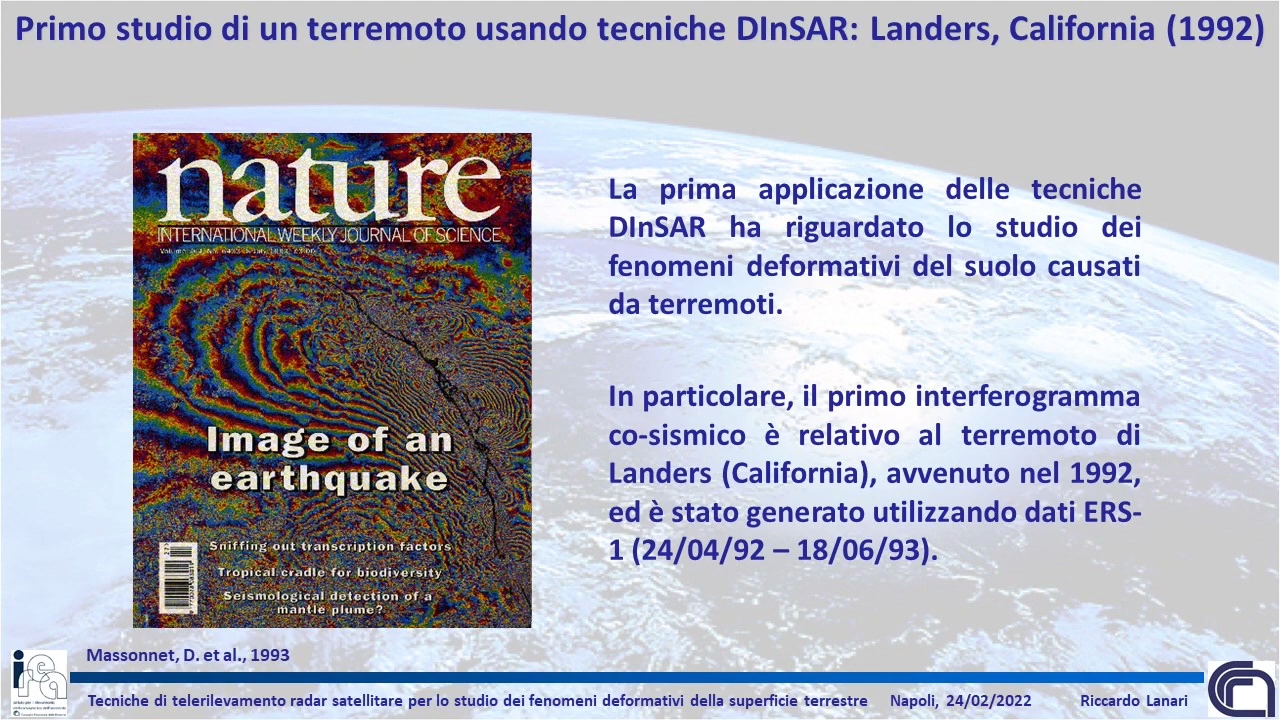 Primo studio di un terremoto usando tecniche DInSAR: Landers, California (1992)
nature
INTERNATIONAL WEEKLY JOURNAL OF SCIENCE
Image of an
earthquake
Sniffing out transcription factors
Tropical cradle for biodiversity
Seismological detection of a
mantle plume?
La prima applicazione delle tecniche
DInSAR ha riguardato lo studio dei
fenomeni deformativi del suolo causati
da terremoti.
In particolare, il primo interferogramma
co-sismico è relativo al terremoto di
Landers (California), avvenuto nel 1992,
ed è stato generato utilizzando dati ERS-
1 (24/04/92 – 18/06/93).
Massonnet, D. et al., 1993
irea
Tecniche di telerilevamento radar satellitare per lo studio dei fenomeni deformativi della superficie terrestre Napoli, 24/02/2022 Riccardo Lanari